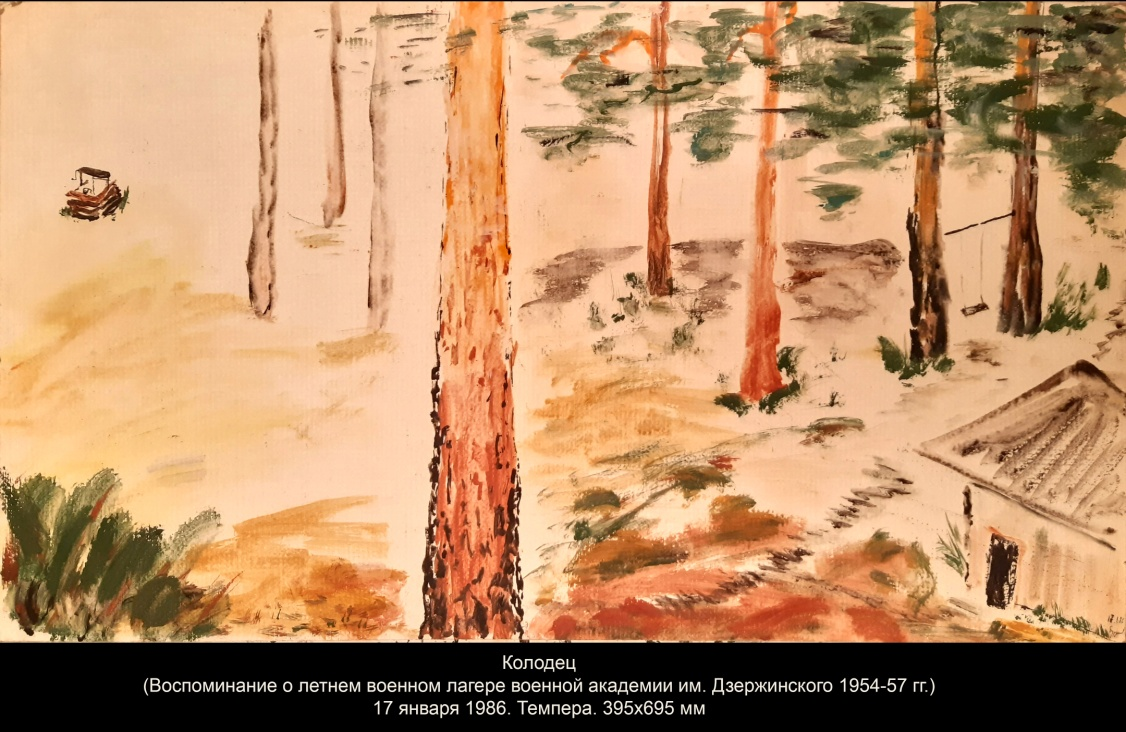 Колодец
(Воспоминание о летнем военном лагере военной академии им. Дзержинского 1954-57 гг.)
17 января 1986. Темпера. 395х695 мм